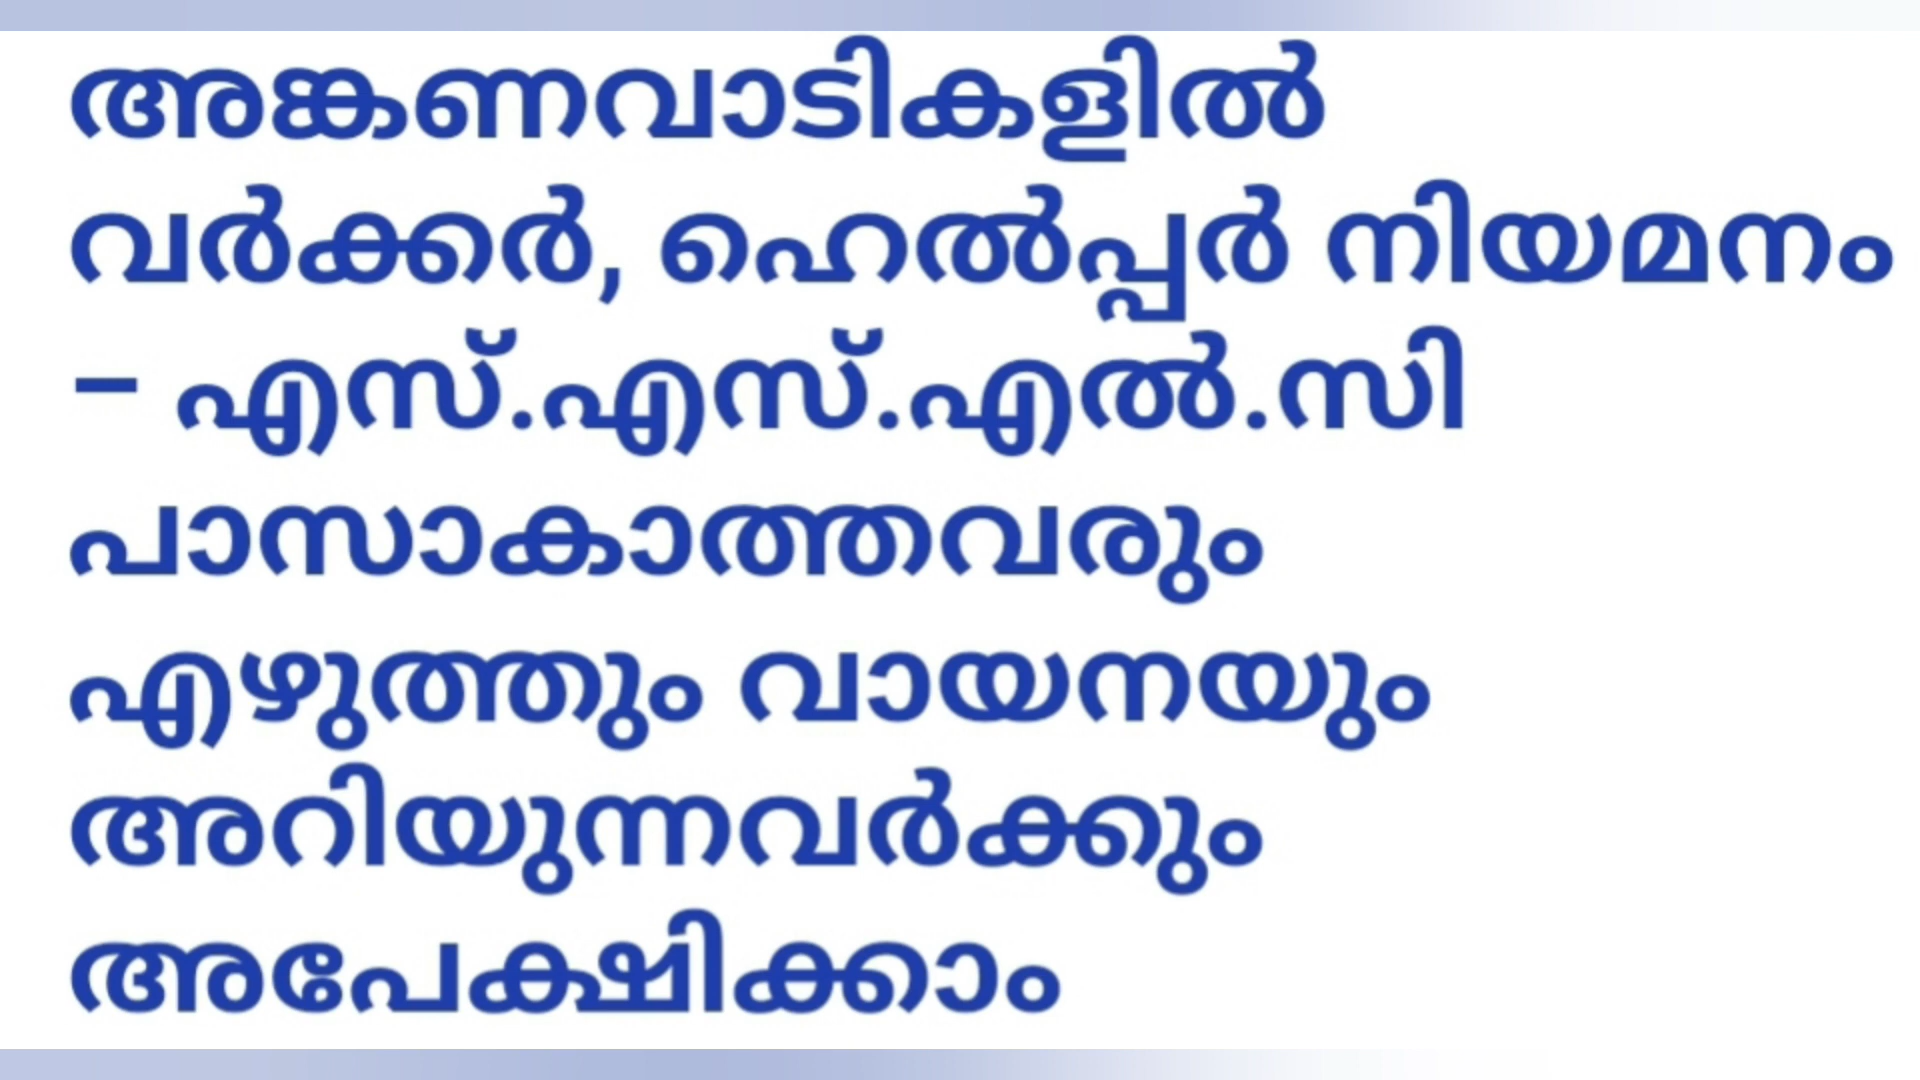 അങ്കണവാടികളിൽ
വർക്കർ, ഹെൽപ്പർ നിയമനം
– എസ്.എസ്.എൽ.സി
പാസാകാത്തവരും
എഴുത്തും വായനയും
അറിയുന്നവർക്കും
അപേക്ഷിക്കാം